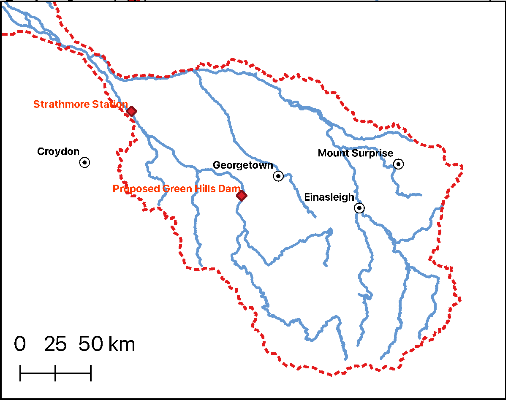 Strathmore Station
Croydon
Mount Surprise
Georgetown
Proposed Green Hills Dam
Einasleigh
0 25 50 km